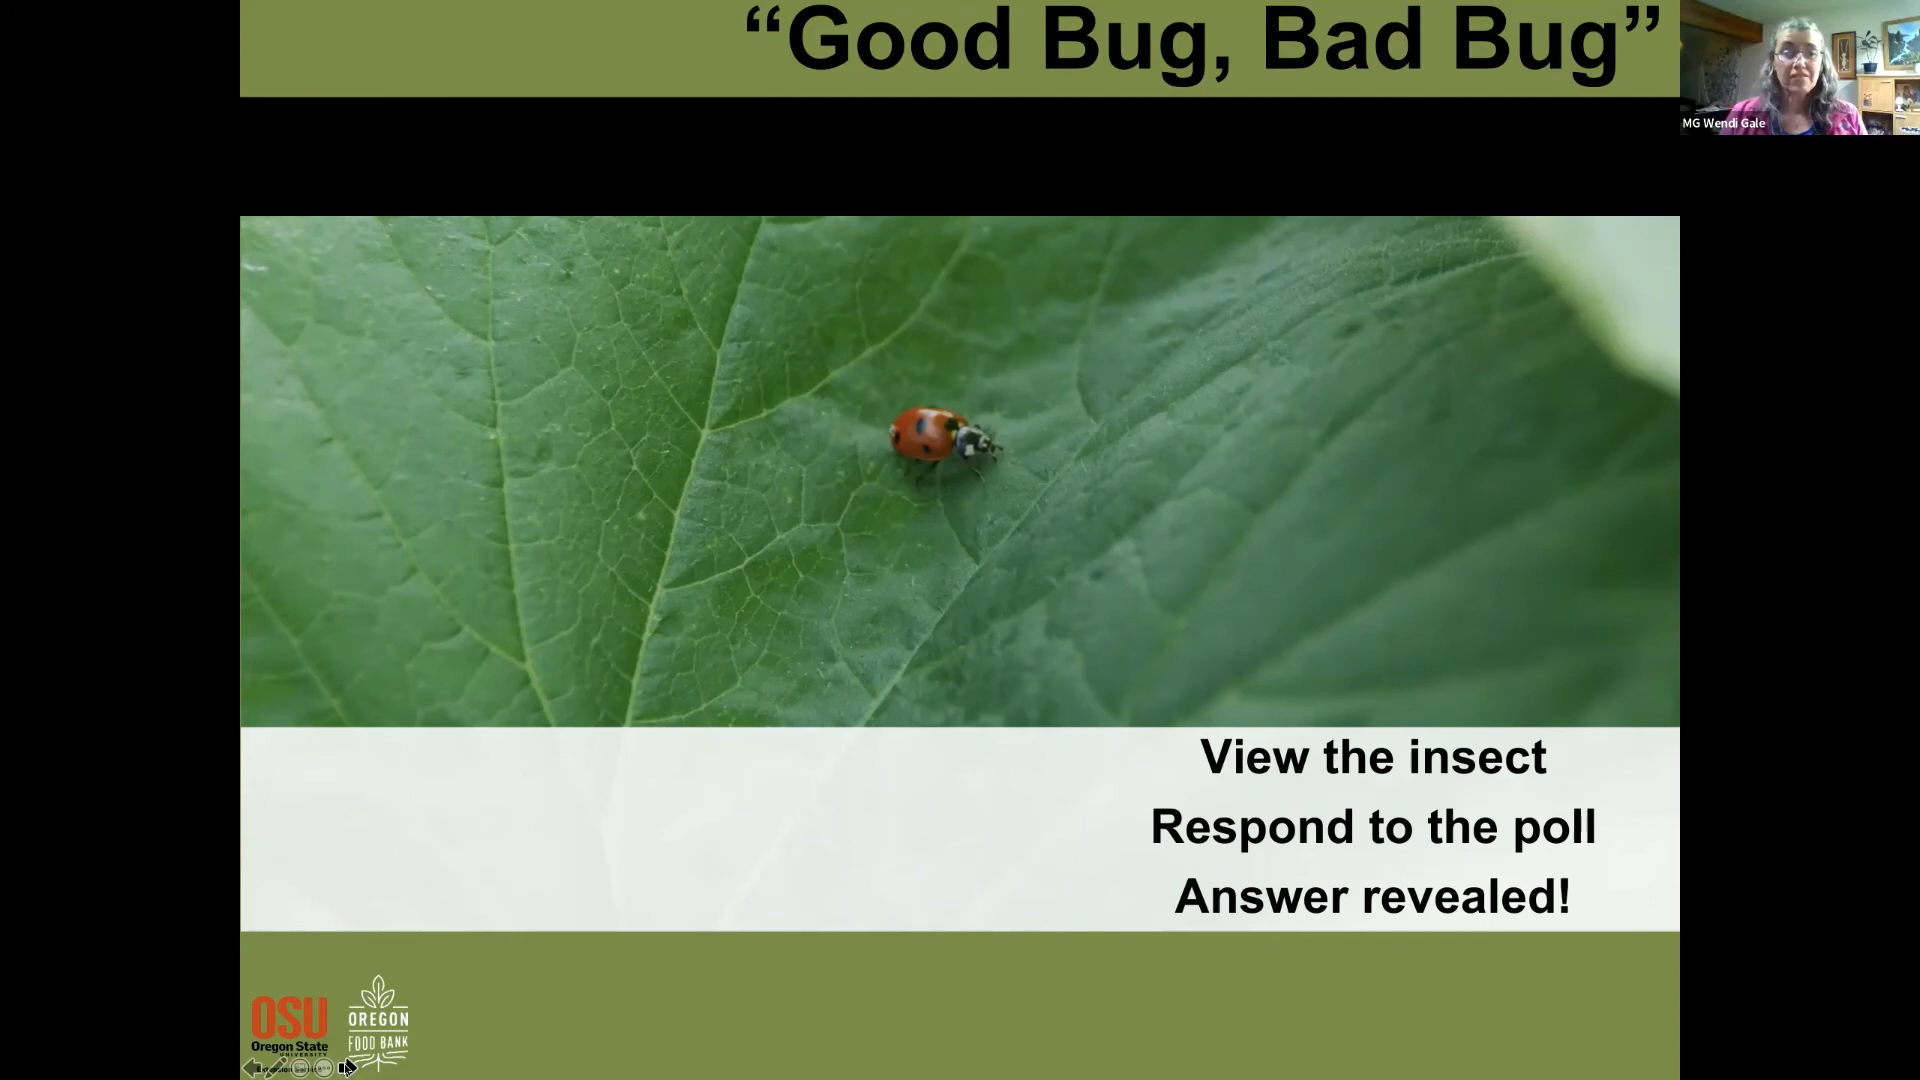 “Good Bug, Bad Bug”
MG Wendi Gale
View the insect
Respond to the poll
Answer revealed!
OSU
Oregon State
UNIVERSITY
OREGON
FOOD BANK